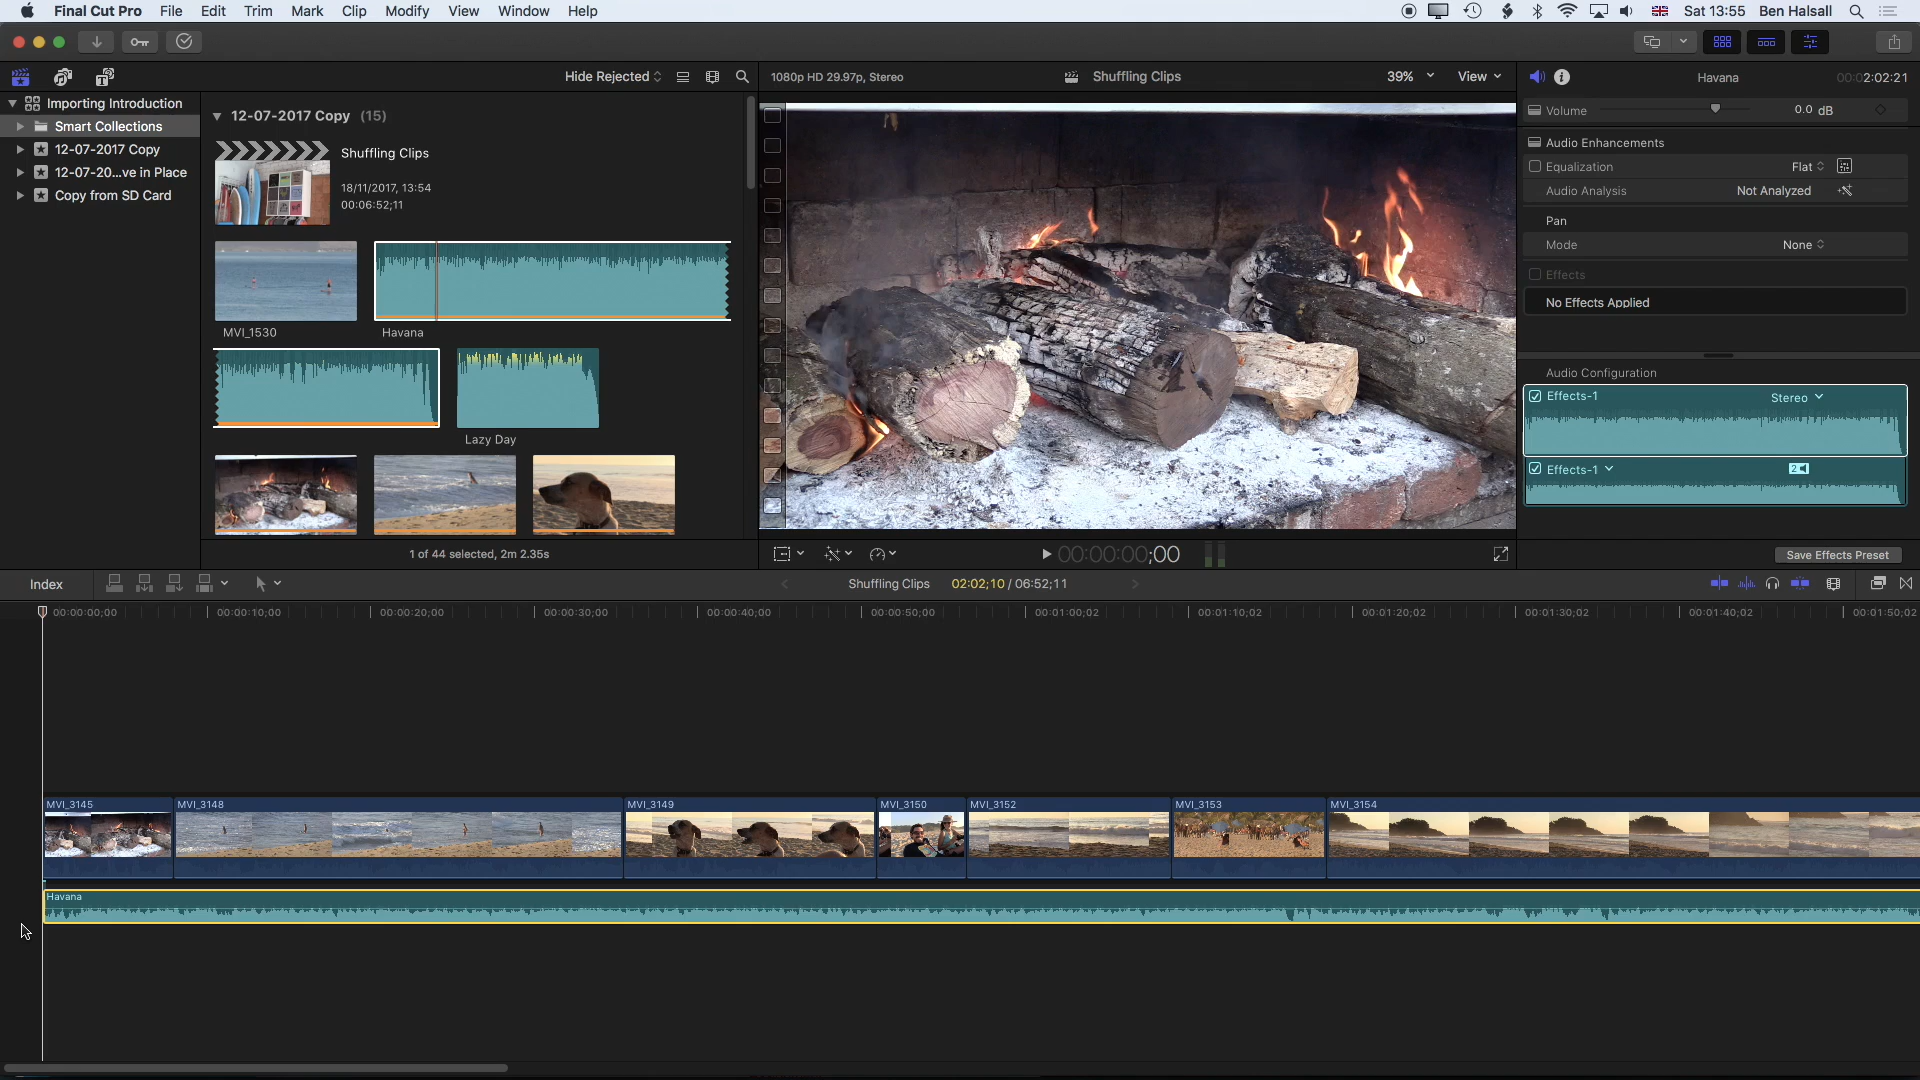 Final Cut Pro File Edit Trim Mark Clip Modify View Window Help Sat 13:55 Ben Halsall
Hide Rejected 1080p HD 29.97p, Stereo Shuffling Clips 39% View Havana 00:02:02:21
Importing Introduction
Smart Collections
12-07-2017 Copy
12-07-20...ve in Place
Copy from SD Card
12-07-2017 Copy (15)
Shuffling Clips
18/11/2017, 13:54
00:06:52;11
MVI_1530 Havana
Lazy Day
1 of 44 selected, 2m 2.35s
00:00:00:00;00
Volume 0.0 dB
Audio Enhancements
Equalization Flat
Audio Analysis Not Analyzed
Pan
Mode None
Effects
No Effects Applied
Audio Configuration
Effects-1 Stereo
Effects-1 2
Save Effects Preset
Index Shuffling Clips 02:02;10 / 06:52;11
00:00:00;00 00:00:10;00 00:00:20;00 00:00:30;00 00:00:40;00 00:00:50;00 00:01:00;02 00:01:10;02 00:01:20;02 00:01:30;02 00:01:40;02 00:01:50;02
MVI_3145 MVI_3148 MVI_3149 MVI_3150 MVI_3152 MVI_3153 MVI_3154
Havana